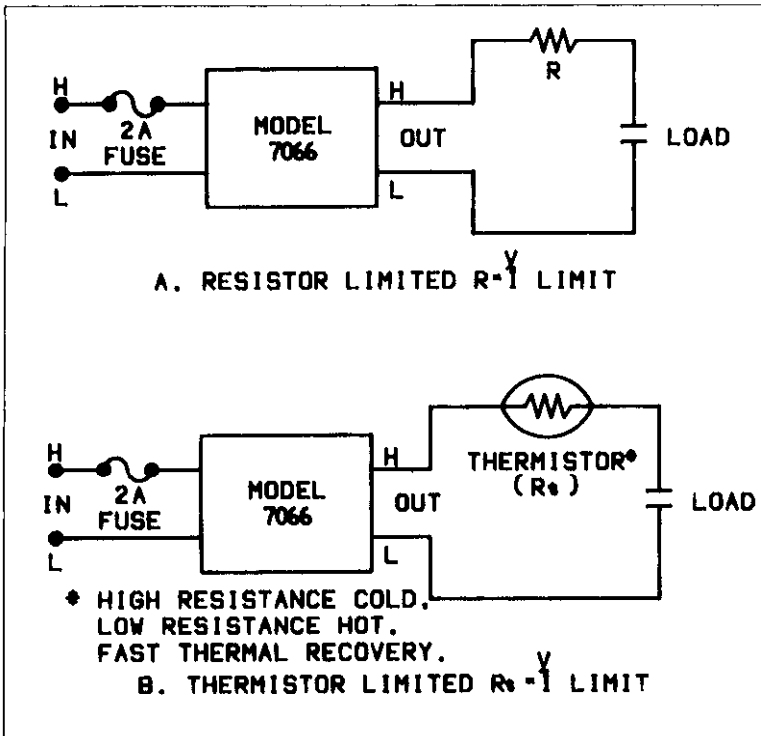 R
H
H
IN
2A
FUSE
MODEL
7066
OUT
LOAD
L
L
A. RESISTOR LIMITED R=V/I LIMIT
H
H
IN
2A
FUSE
MODEL
7066
OUT
THERMISTOR*
(Rt)
LOAD
L
L
* HIGH RESISTANCE COLD,
LOW RESISTANCE HOT.
FAST THERMAL RECOVERY.
B. THERMISTOR LIMITED Rt=V/I LIMIT